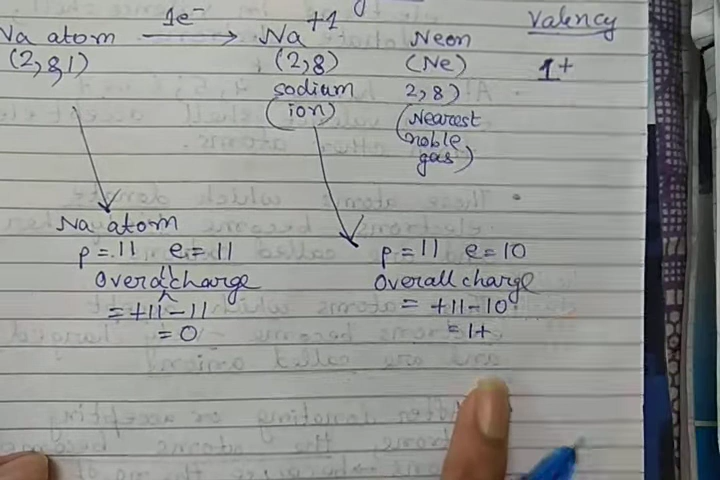 Valency
Na atom 1e⁻ → Na⁺¹ Neon
(2,8,1) (2,8) (Ne) 1+
sodium 2,8)
(ion) (Nearest
noble
gas)
Na atom
p = 11 e = 11 p = 11 e = 10
Overall charge Overall charge
= +11 - 11 = +11 - 10
= 0 = 1+